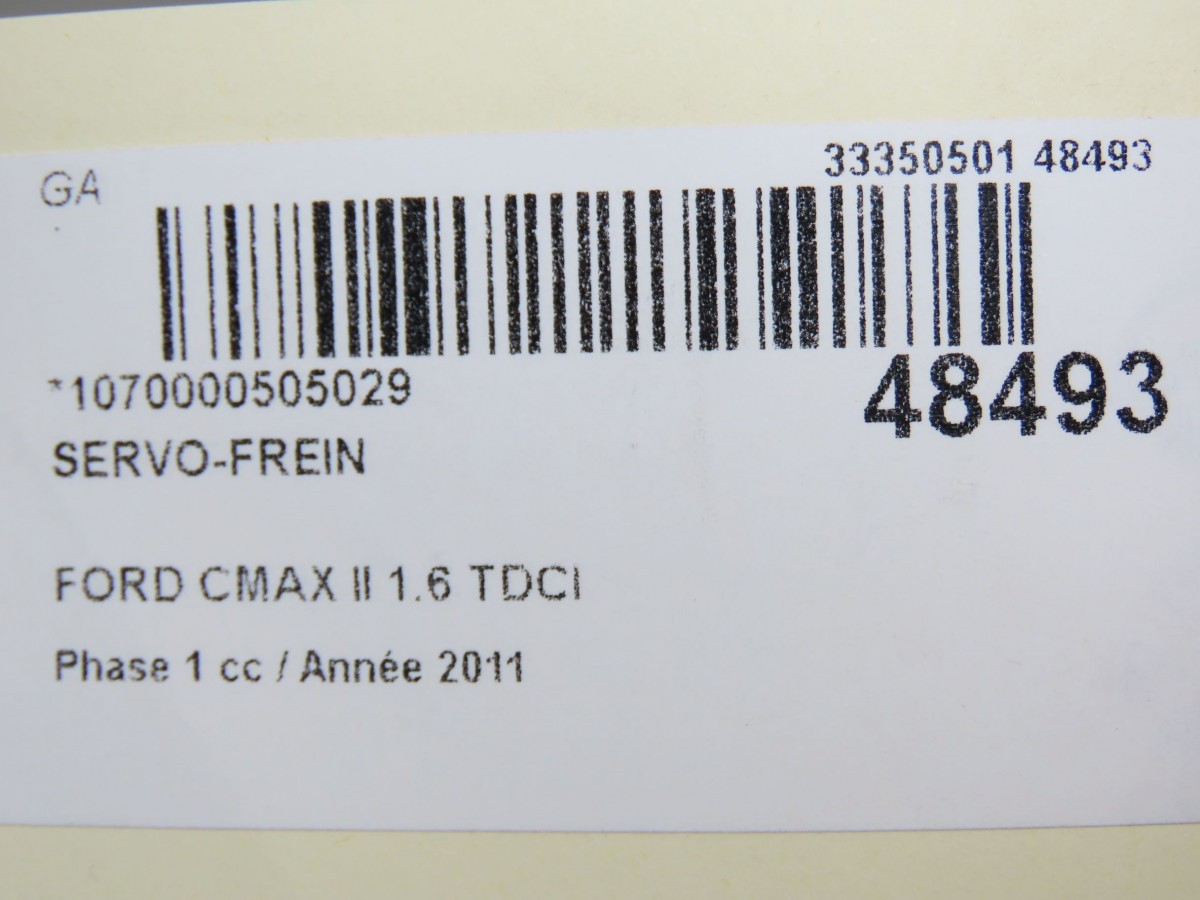 GA
33350501 48493
*1070000505029
48493
SERVO-FREIN
FORD CMAX II 1.6 TDCI
Phase 1 cc / Année 2011